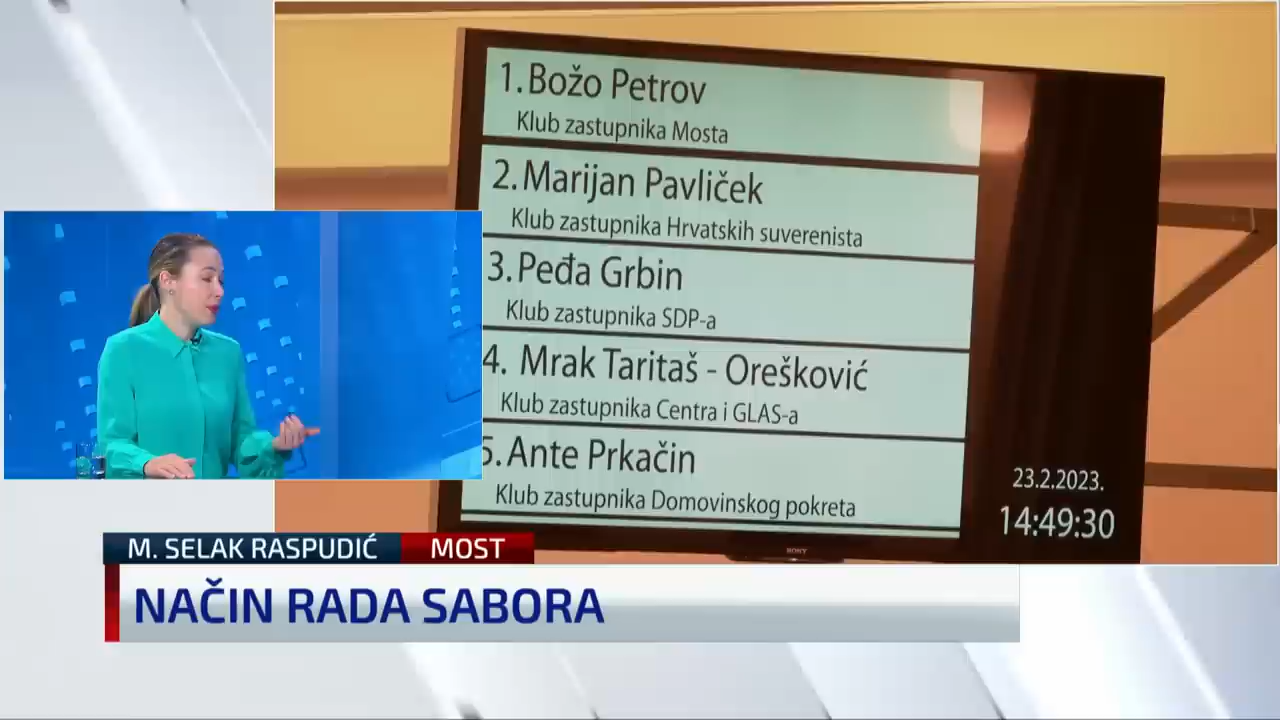 1. Božo Petrov
Klub zastupnika Mosta
2. Marijan Pavliček
Klub zastupnika Hrvatskih suverenista
3. Peđa Grbin
Klub zastupnika SDP-a
4. Mrak Taritaš - Orešković
Klub zastupnika Centra i GLAS-a
5. Ante Prkačin
Klub zastupnika Domovinskog pokreta
23.2.2023.
14:49:30
SONY
M. SELAK RASPUDIĆ MOST
NAČIN RADA SABORA